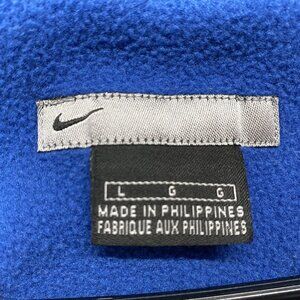 L G G
MADE IN PHILIPPINES
FABRIQUE AUX PHILIPPINES